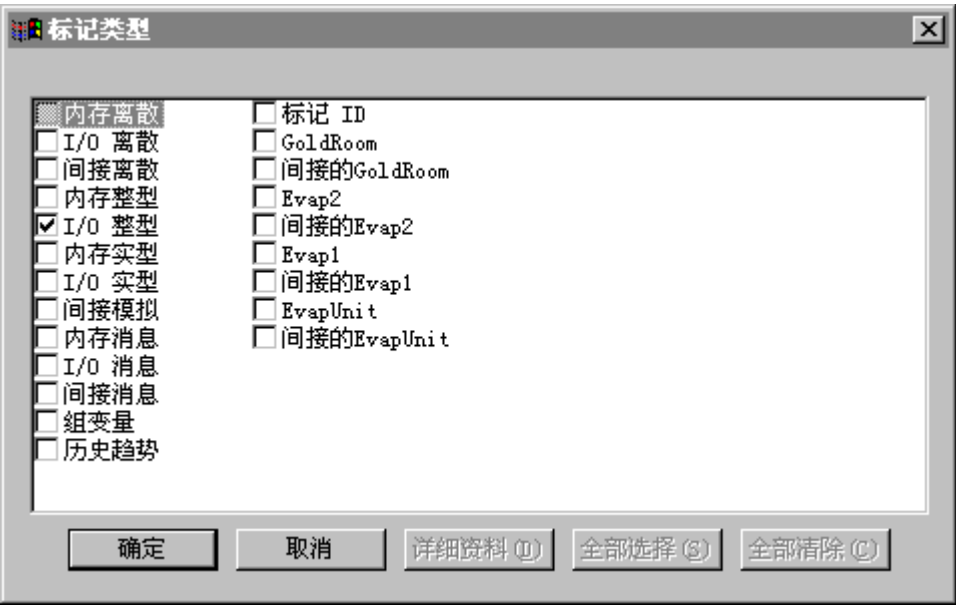 标记类型
内存离散
I/O 离散
间接离散
内存整型
I/O 整型
内存实型
I/O 实型
间接模拟
内存消息
I/O 消息
间接消息
组变量
历史趋势
标记 ID
GoldRoom
间接的GoldRoom
Evap2
间接的Evap2
Evap1
间接的Evap1
EvapUnit
间接的EvapUnit
确定
取消
详细资料(D)
全部选择(S)
全部清除(C)